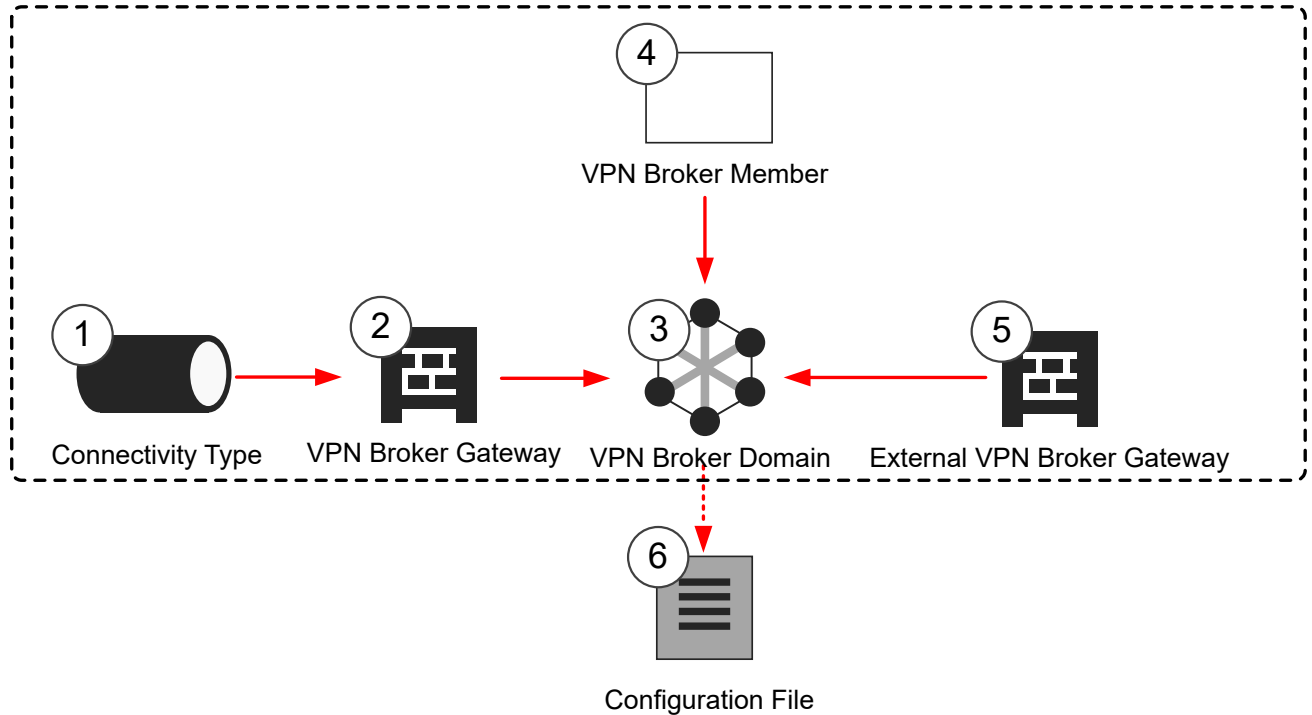 4
VPN Broker Member
1
2
3
5
Connectivity Type
VPN Broker Gateway
VPN Broker Domain
External VPN Broker Gateway
6
Configuration File